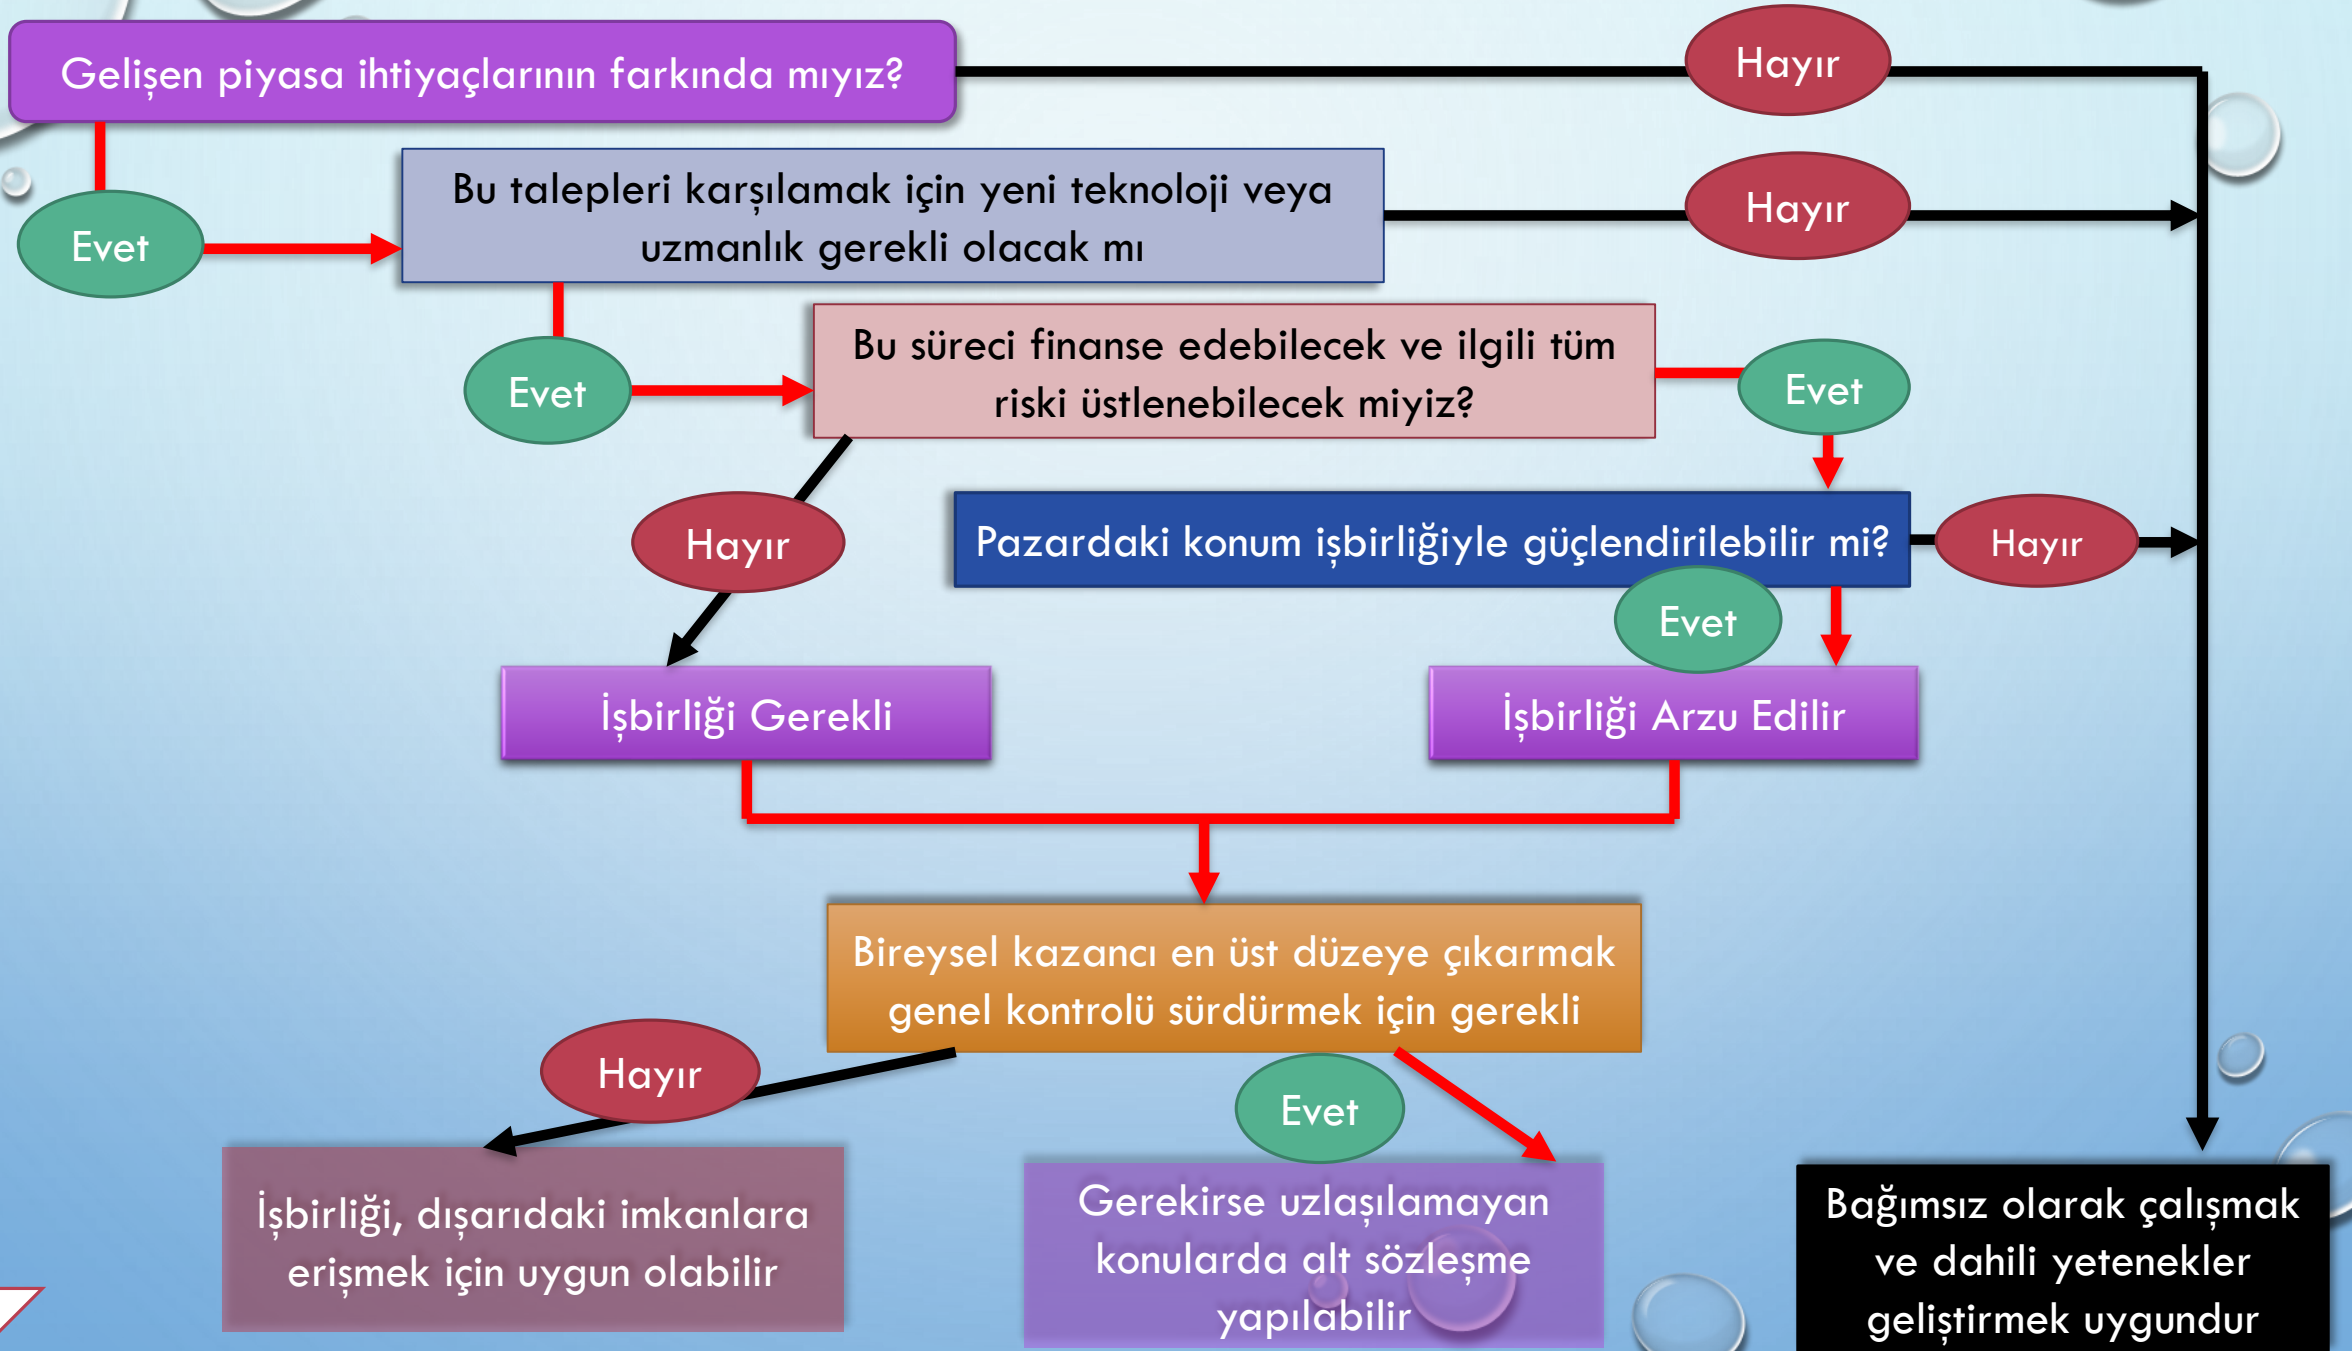 Gelişen piyasa ihtiyaçlarının farkında mıyız?
Hayır
Evet
Bu talepleri karşılamak için yeni teknoloji veya
uzmanlık gerekli olacak mı
Hayır
Evet
Bu süreci finanse edebilecek ve ilgili tüm
riski üstlenebilecek miyiz?
Evet
Hayır
Pazardaki konum işbirliğiyle güçlendirilebilir mi?
Hayır
Evet
İşbirliği Gerekli
İşbirliği Arzu Edilir
Bireysel kazancı en üst düzeye çıkarmak
genel kontrolü sürdürmek için gerekli
Hayır
Evet
İşbirliği, dışarıdaki imkanlara
erişmek için uygun olabilir
Gerekirse uzlaşılamayan
konularda alt sözleşme
yapılabilir
Bağımsız olarak çalışmak
ve dahili yetenekler
geliştirmek uygundur